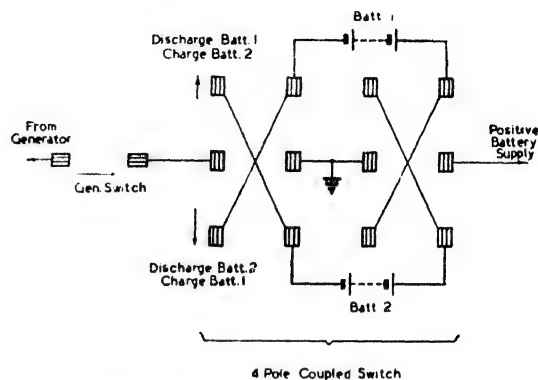 Batt 1
Discharge Batt.1
Charge Batt.2
From
Generator
Gen. Switch
Positive
Battery
Supply
Discharge Batt.2
Charge Batt.1
Batt 2
4 Pole Coupled Switch